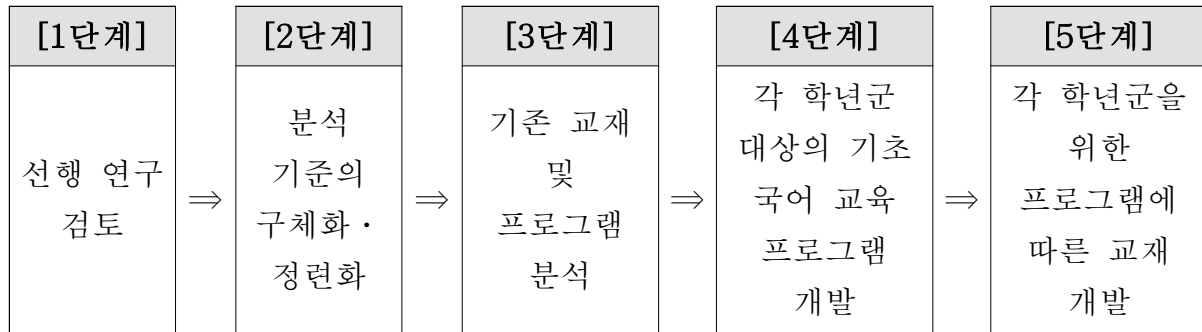 [1단계]
선행 연구
검토
⇒
[2단계]
분석
기준의
구체화·
정련화
⇒
[3단계]
기존 교재
및
프로그램
분석
⇒
[4단계]
각 학년군
대상의 기초
국어 교육
프로그램
개발
⇒
[5단계]
각 학년군을
위한
프로그램에
따른 교재
개발